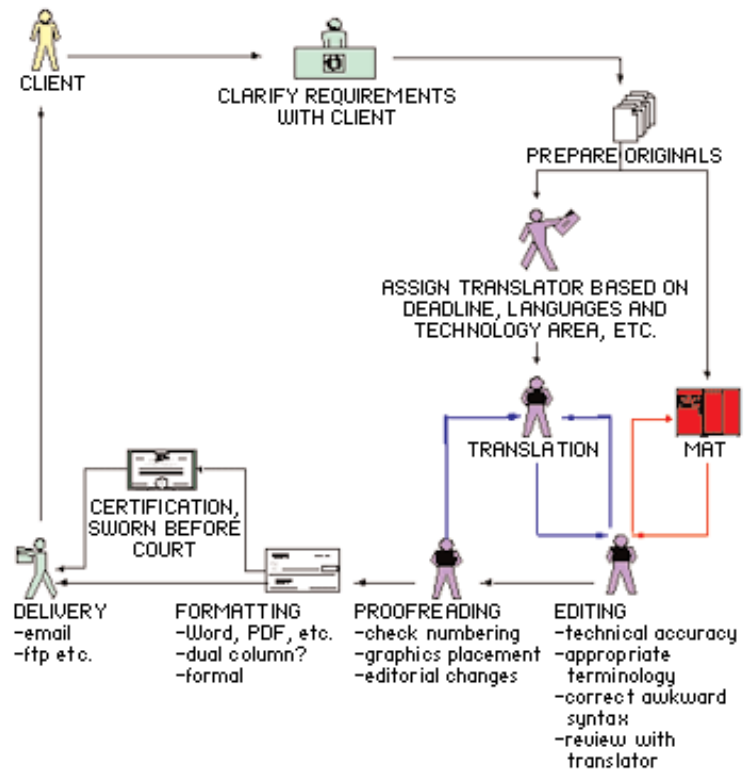 CLIENT
CLARIFY REQUIREMENTS
WITH CLIENT
PREPARE ORIGINALS
ASSIGN TRANSLATOR BASED ON
DEADLINE, LANGUAGES AND
TECHNOLOGY AREA, ETC.
TRANSLATION
MAT
CERTIFICATION,
SWORN BEFORE
COURT
DELIVERY
-email
-ftp etc.
FORMATTING
-Word, PDF, etc.
-dual column?
-formal
PROOFREADING
-check numbering
-graphics placement
-editorial changes
EDITING
-technical accuracy
-appropriate
terminology
-correct awkward
syntax
-review with
translator